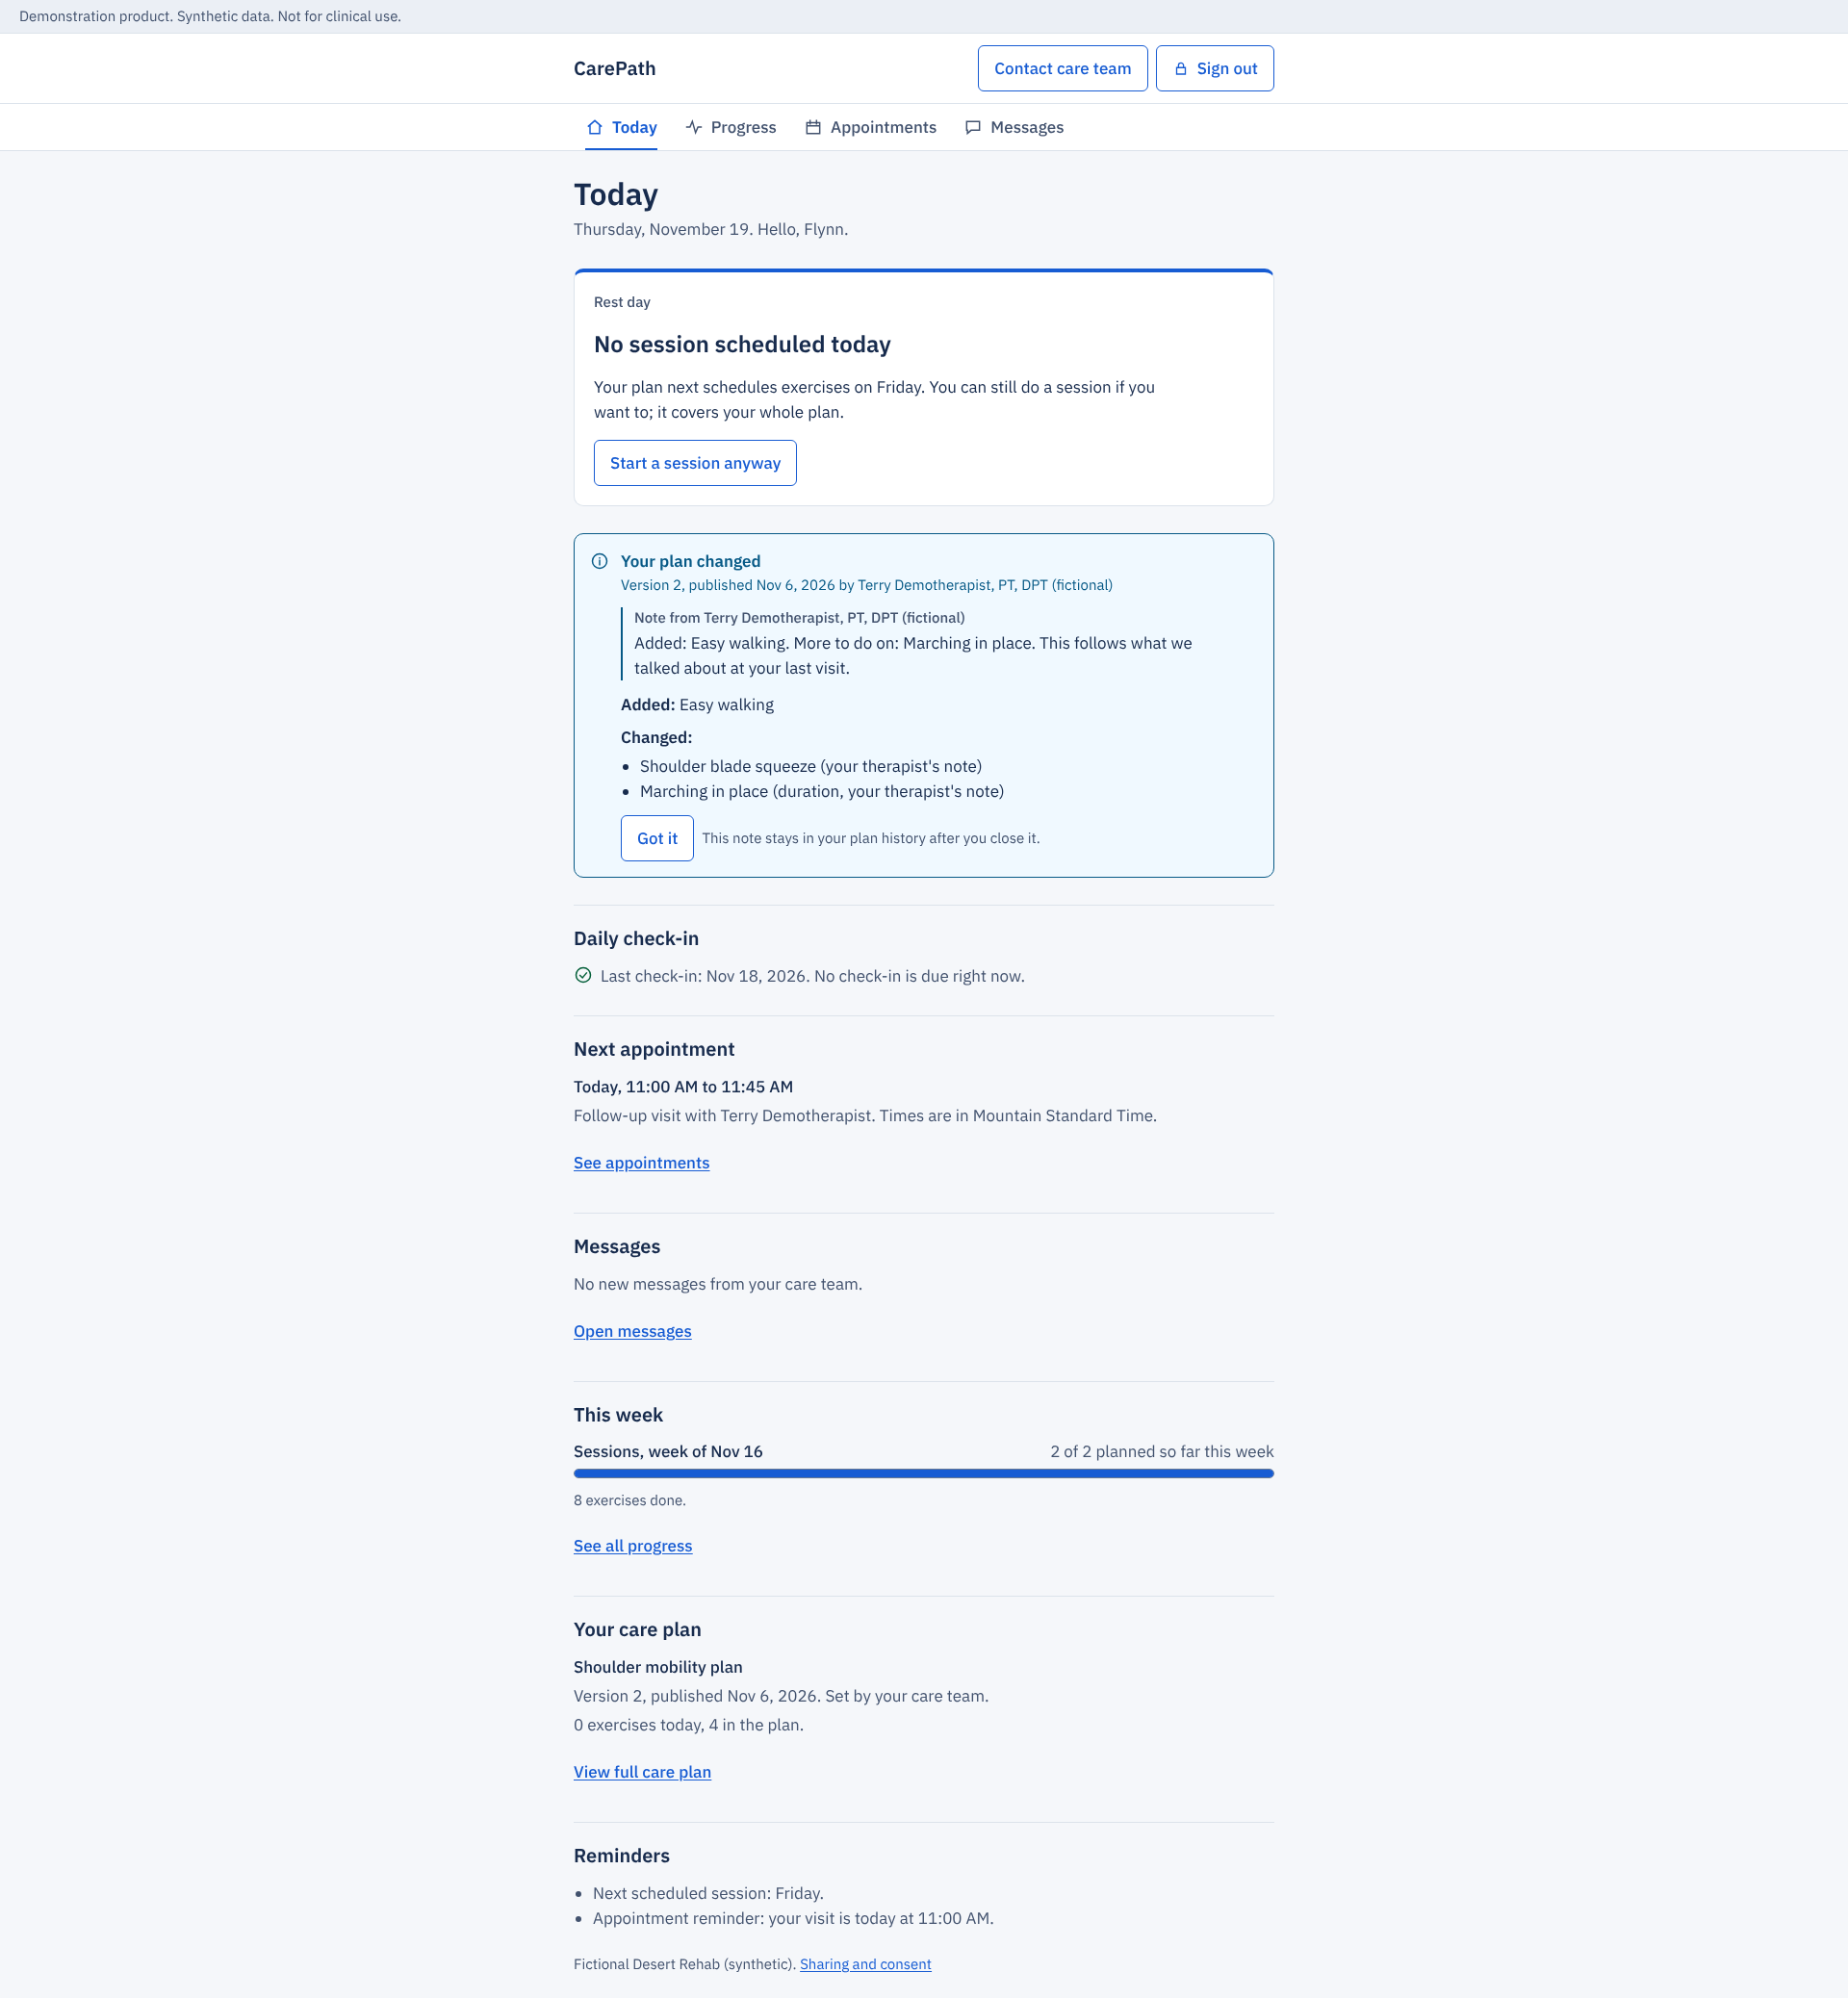 Demonstration product. Synthetic data. Not for clinical use.
CarePath
Contact care team
Sign out
Today
Progress
Appointments
Messages
Today
Thursday, November 19. Hello, Flynn.
Rest day
No session scheduled today
Your plan next schedules exercises on Friday. You can still do a session if you
want to; it covers your whole plan.
Start a session anyway
Your plan changed
Version 2, published Nov 6, 2026 by Terry Demotherapist, PT, DPT (fictional)
Note from Terry Demotherapist, PT, DPT (fictional)
Added: Easy walking. More to do on: Marching in place. This follows what we
talked about at your last visit.
Added: Easy walking
Changed:
Shoulder blade squeeze (your therapist's note)
Marching in place (duration, your therapist's note)
Got it
This note stays in your plan history after you close it.
Daily check-in
Last check-in: Nov 18, 2026. No check-in is due right now.
Next appointment
Today, 11:00 AM to 11:45 AM
Follow-up visit with Terry Demotherapist. Times are in Mountain Standard Time.
See appointments
Messages
No new messages from your care team.
Open messages
This week
Sessions, week of Nov 16
2 of 2 planned so far this week
8 exercises done.
See all progress
Your care plan
Shoulder mobility plan
Version 2, published Nov 6, 2026. Set by your care team.
0 exercises today, 4 in the plan.
View full care plan
Reminders
Next scheduled session: Friday.
Appointment reminder: your visit is today at 11:00 AM.
Fictional Desert Rehab (synthetic). Sharing and consent